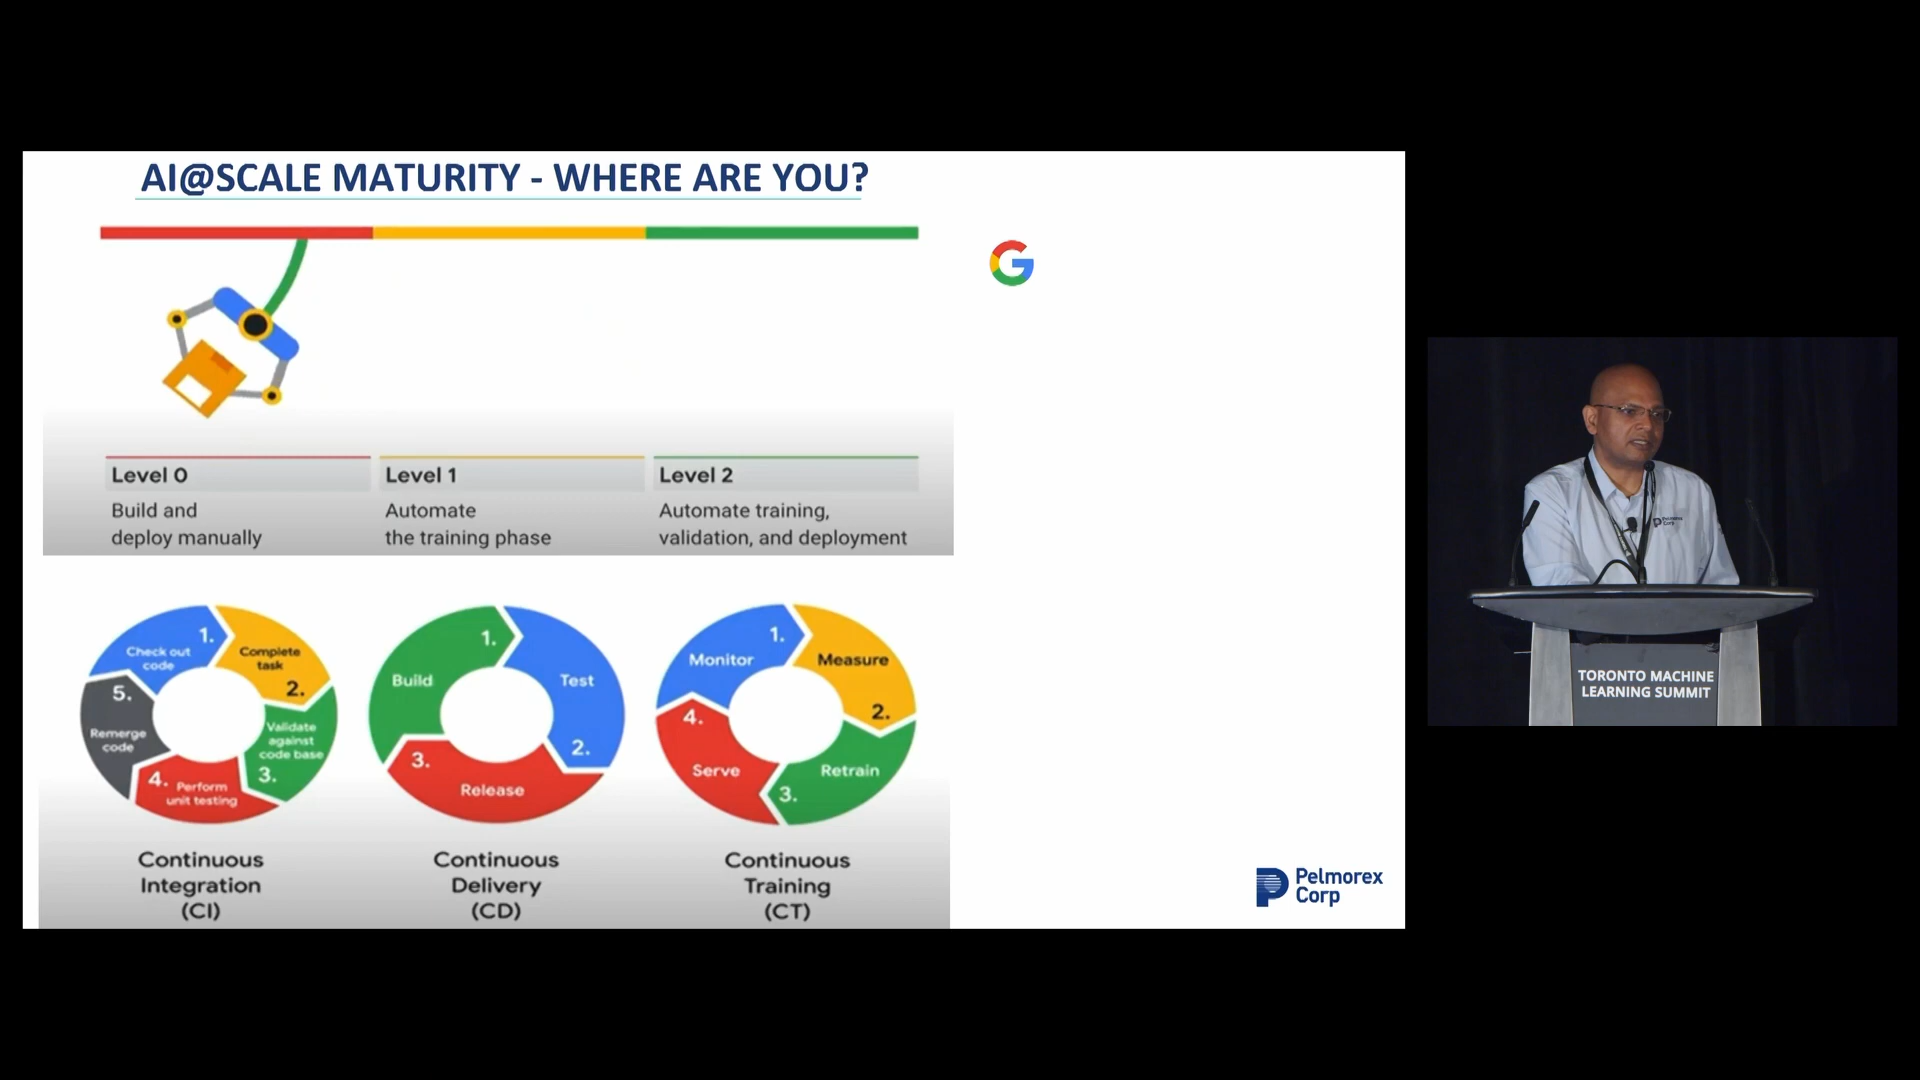 AI@SCALE MATURITY - WHERE ARE YOU?
Level 0
Build and
deploy manually
Level 1
Automate
the training phase
Level 2
Automate training,
validation, and deployment
1.
Check out
code
Complete
task
2.
Validate
against
code base
3.
4.
Perform
unit testing
5.
Remerge
code
Continuous
Integration
(CI)
1.
Build
Test
2.
3.
Release
Continuous
Delivery
(CD)
1.
Monitor
Measure
2.
Retrain
3.
4.
Serve
Continuous
Training
(CT)
G
Pelmorex
Corp
Pelmorex
Corp
TORONTO MACHINE
LEARNING SUMMIT